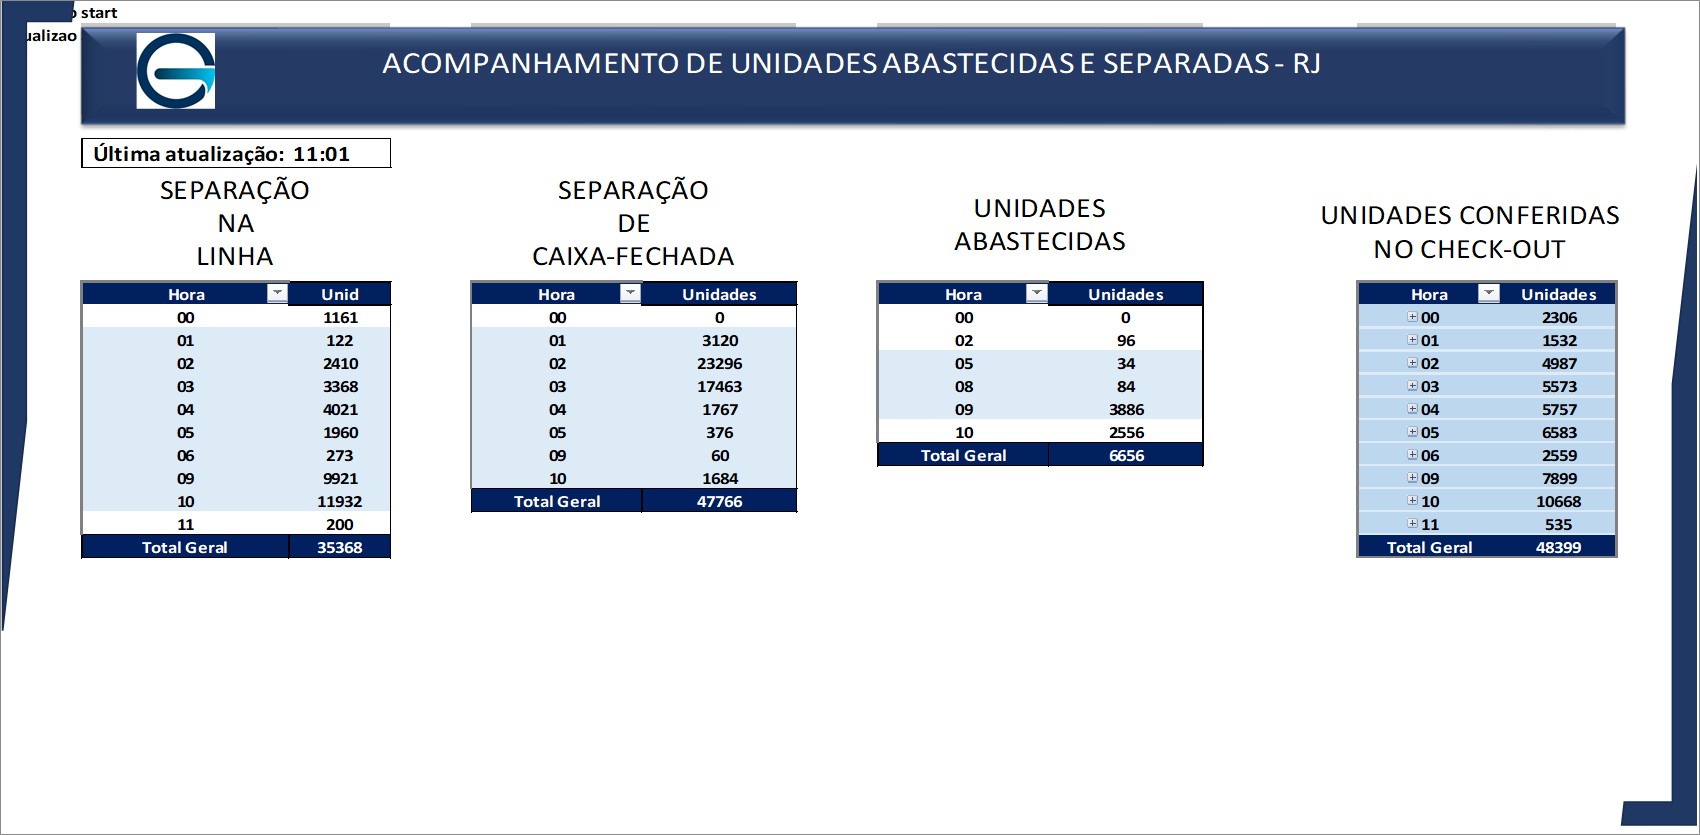 start
ualizao
ACOMPANHAMENTO DE UNIDADES ABASTECIDAS E SEPARADAS - RJ
Última atualização: 11:01
SEPARAÇÃO
NA
LINHA
Hora Unid
00 1161
01 122
02 2410
03 3368
04 4021
05 1960
06 273
09 9921
10 11932
11 200
Total Geral 35368
SEPARAÇÃO
DE
CAIXA-FECHADA
Hora Unidades
00 0
01 3120
02 23296
03 17463
04 1767
05 376
09 60
10 1684
Total Geral 47766
UNIDADES
ABASTECIDAS
Hora Unidades
00 0
02 96
05 34
08 84
09 3886
10 2556
Total Geral 6656
UNIDADES CONFERIDAS
NO CHECK-OUT
Hora Unidades
00 2306
01 1532
02 4987
03 5573
04 5757
05 6583
06 2559
09 7899
10 10668
11 535
Total Geral 48399